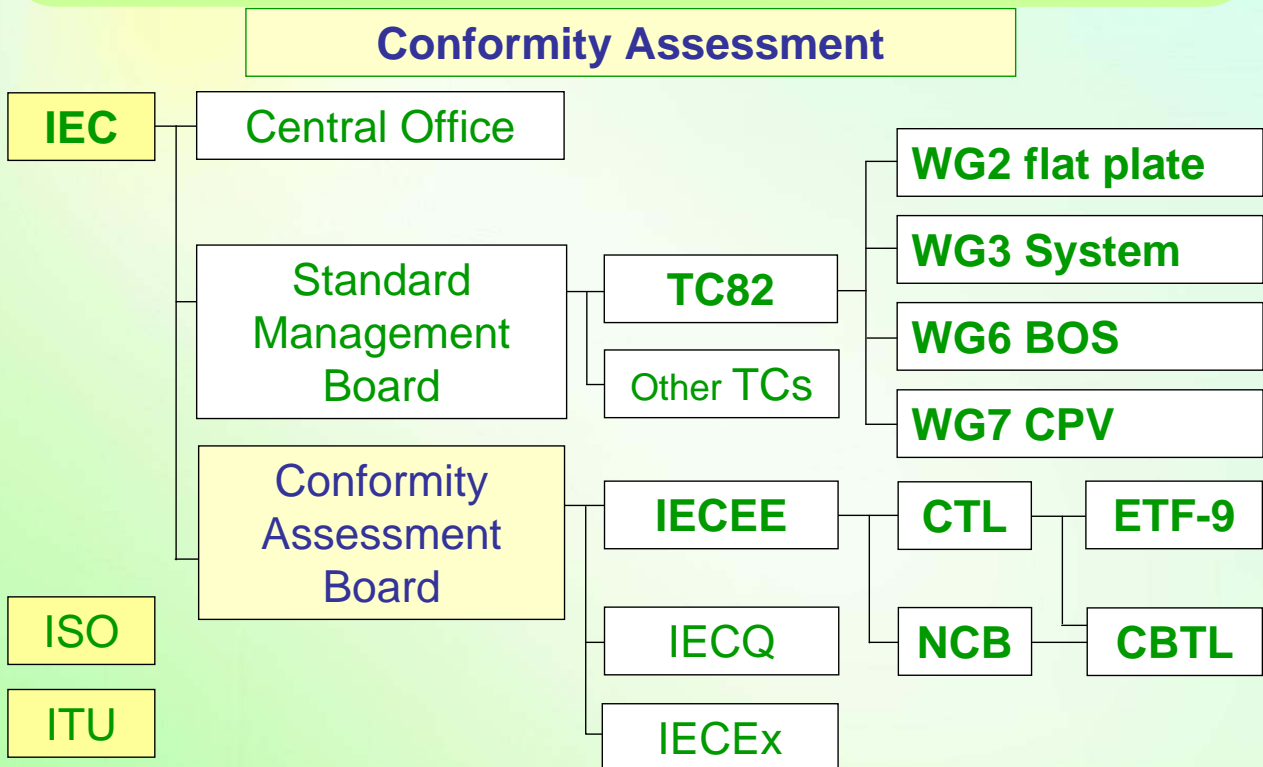 Conformity Assessment
IEC
Central Office
WG2 flat plate
WG3 System
Standard
Management
Board
TC82
WG6 BOS
Other TCs
WG7 CPV
Conformity
Assessment
Board
IECEE
CTL
ETF-9
ISO
IECQ
NCB
CBTL
ITU
IECEx